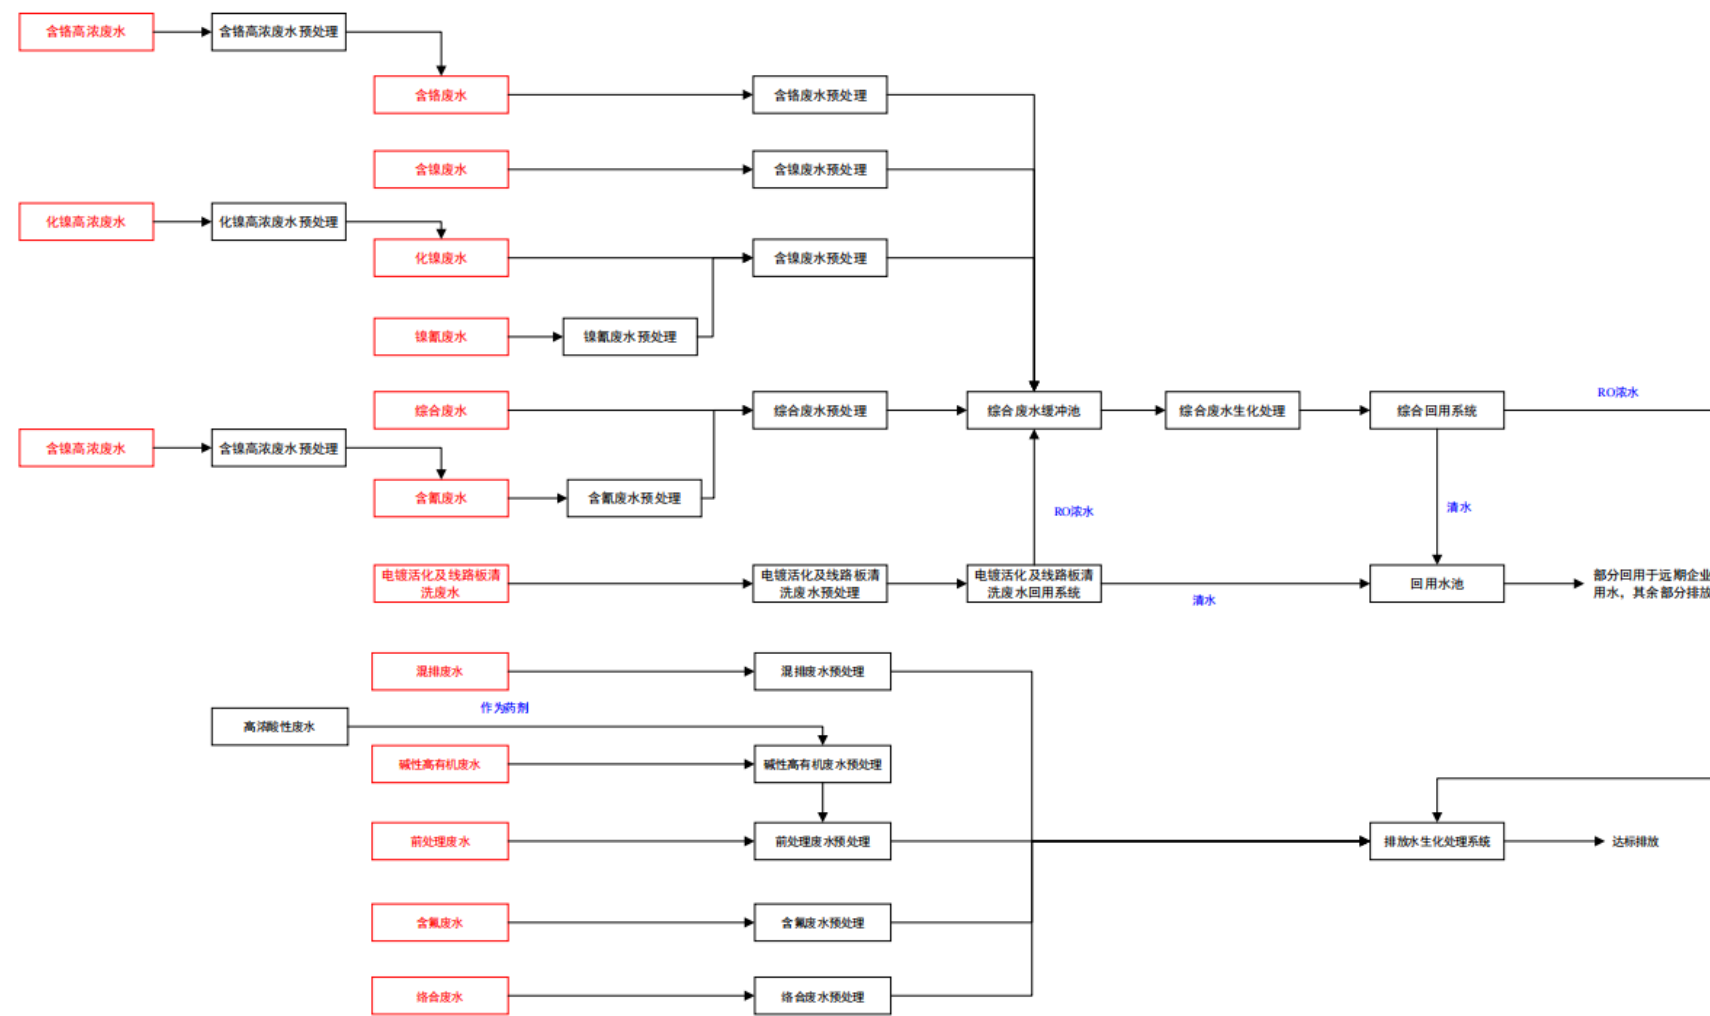 含铬高浓废水
含铬高浓废水预处理
含铬废水
含铬废水预处理
含镍废水
含镍废水预处理
化镍高浓废水
化镍高浓废水预处理
化镍废水
含镍废水预处理
镍氰废水
镍氰废水预处理
综合废水
综合废水预处理
综合废水缓冲池
综合废水生化处理
综合回用系统
RO浓水
含镍高浓废水
含镍高浓废水预处理
含氰废水
含氰废水预处理
RO浓水
清水
电镀活化及线路板清
洗废水
电镀活化及线路板清
洗废水预处理
电镀活化及线路板清
洗废水回用系统
清水
回用水池
部分回用于远期企业
用水，其余部分排放
混排废水
混排废水预处理
高浓酸性废水
作为药剂
碱性高有机废水
碱性高有机废水预处理
前处理废水
前处理废水预处理
排放水生化处理系统
达标排放
含氟废水
含氟废水预处理
络合废水
络合废水预处理